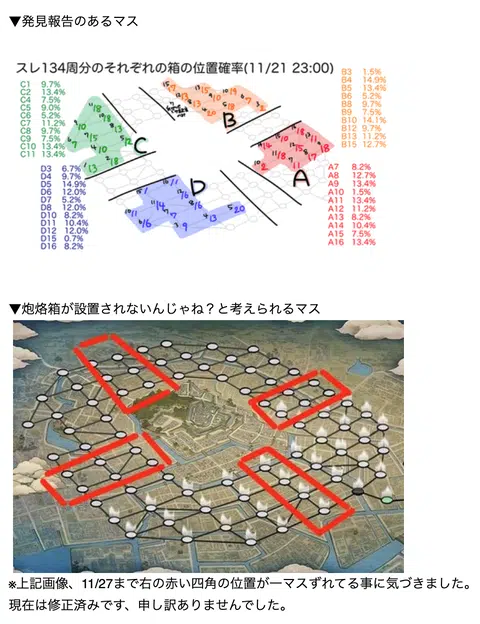 ▼発見報告のあるマス
スレ134周分のそれぞれの箱の位置確率(11/21 23:00)
C1 9.7%
C2 13.4%
C4 7.5%
C5 9.0%
C6 5.2%
C7 11.2%
C8 9.7%
C9 7.5%
C10 13.4%
C11 13.4%
B3 1.5%
B4 14.9%
B5 13.4%
B6 5.2%
B8 9.7%
B9 7.5%
B10 14.1%
B12 9.7%
B13 11.2%
B15 12.7%
C
B
D
A
D3 6.7%
D4 9.7%
D5 14.9%
D6 12.0%
D7 5.2%
D8 12.0%
D10 8.2%
D11 10.4%
D12 12.0%
D15 0.7%
D16 8.2%
A7 8.2%
A8 12.7%
A9 13.4%
A10 1.5%
A11 13.4%
A12 11.2%
A13 8.2%
A14 10.4%
A15 7.5%
A16 13.4%
▼炮烙箱が設置されないんじゃね？と考えられるマス
※上記画像、11/27まで右の赤い四角の位置が一マスずれてる事に気づきました。
現在は修正済みです、申し訳ありませんでした。